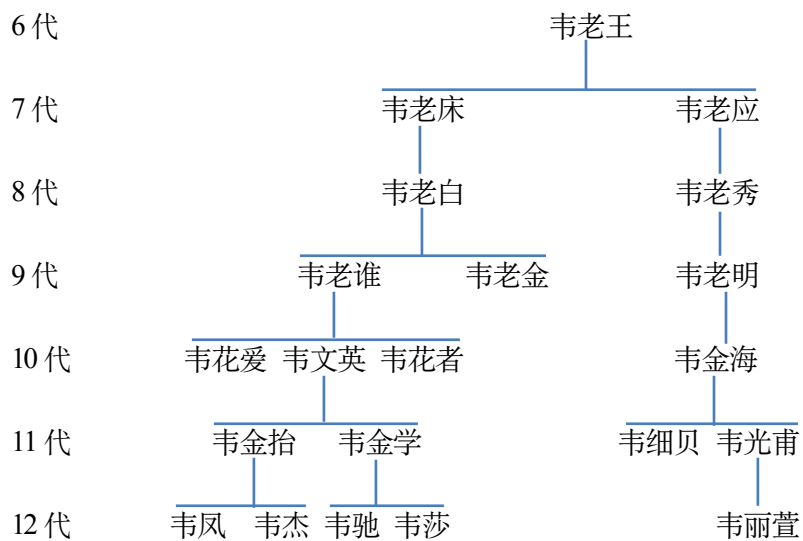 6 代 韦老王
7 代 韦老床 韦老应
8 代 韦老白 韦老秀
9 代 韦老谁 韦老金 韦老明
10 代 韦花爱 韦文英 韦花者 韦金海
11 代 韦金抬 韦金学 韦细贝 韦光甫
12 代 韦凤 韦杰 韦驰 韦莎 韦丽萱